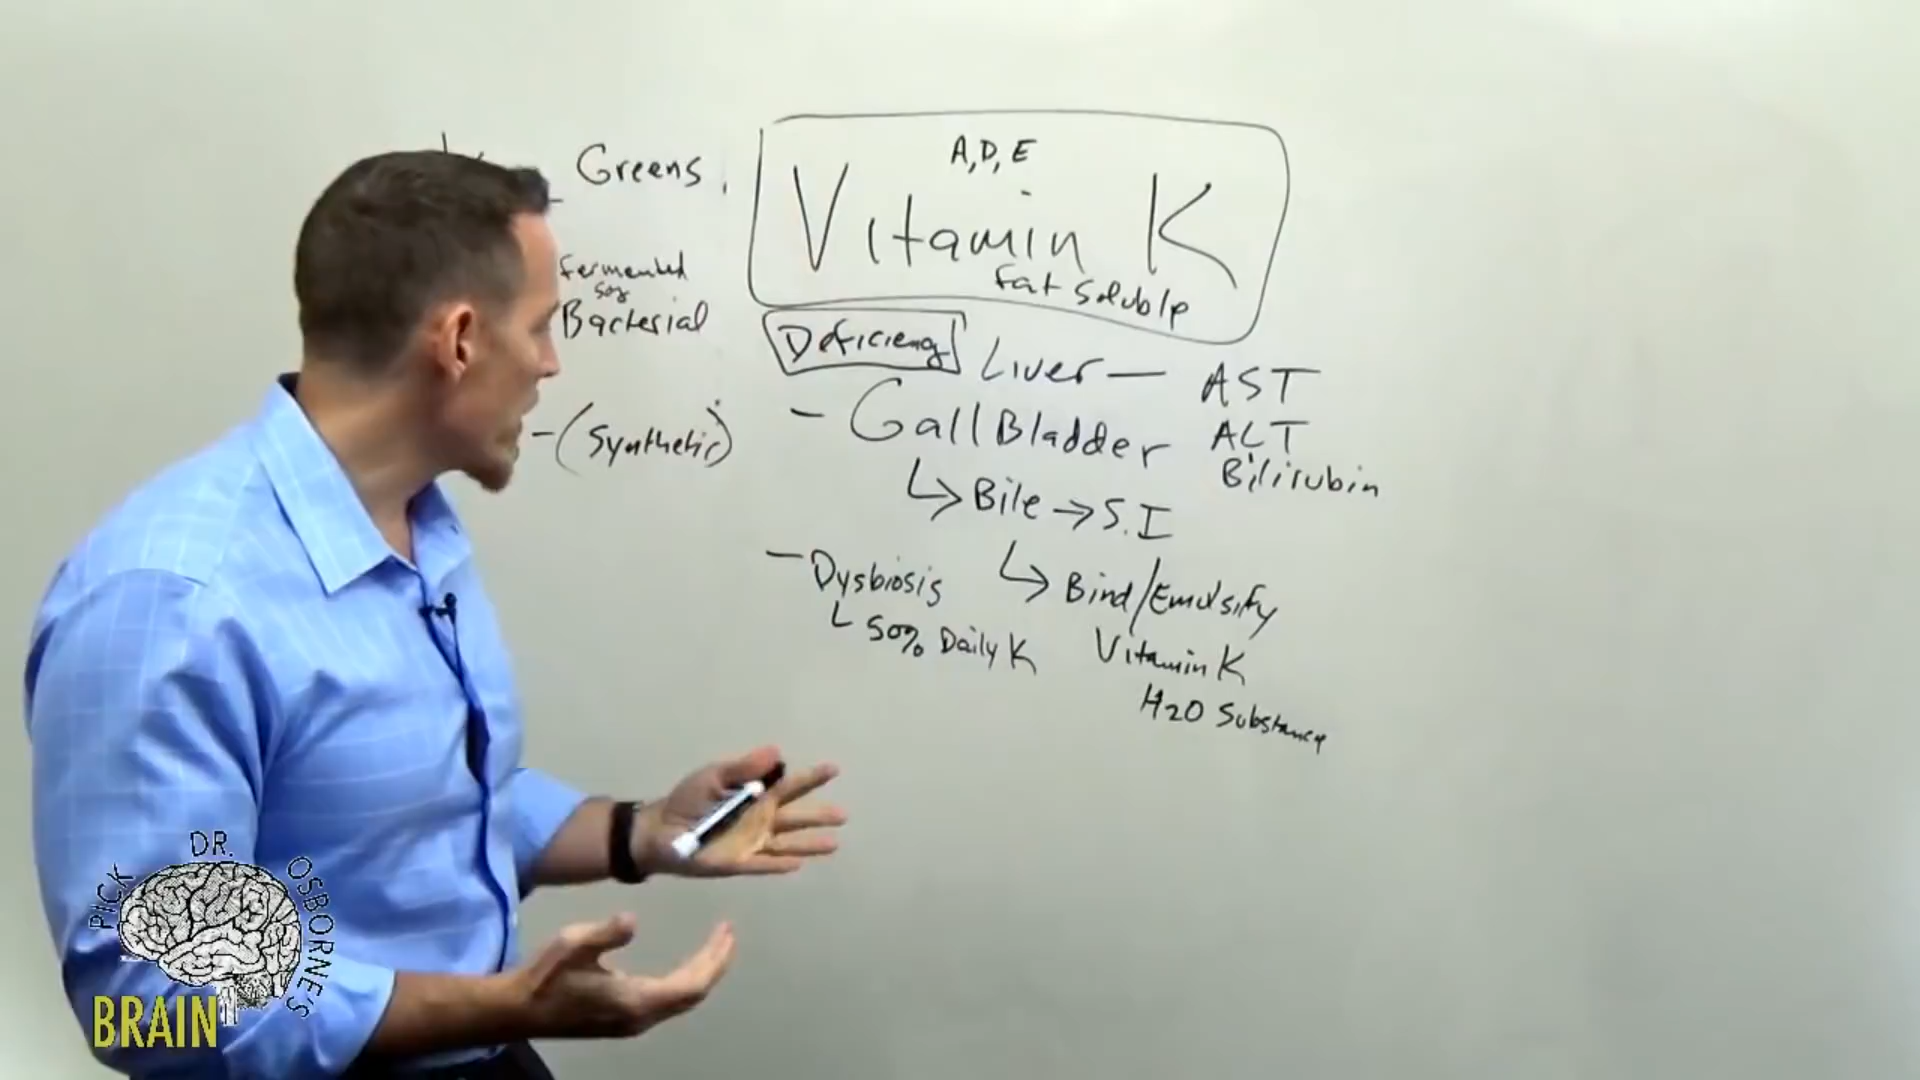 Greens
fermented
soy
Bacterial
- (Synthetic)
A, D, E
Vitamin K
fat soluble
Deficiency
Liver — AST
- Gall Bladder ALT
Bilirubin
↳ Bile → S.I
- Dysbiosis
↳ Bind/Emulsify
└ 50% Daily K
Vitamin K
H2O Substance
PICK DR. OSBORNE'S
BRAIN